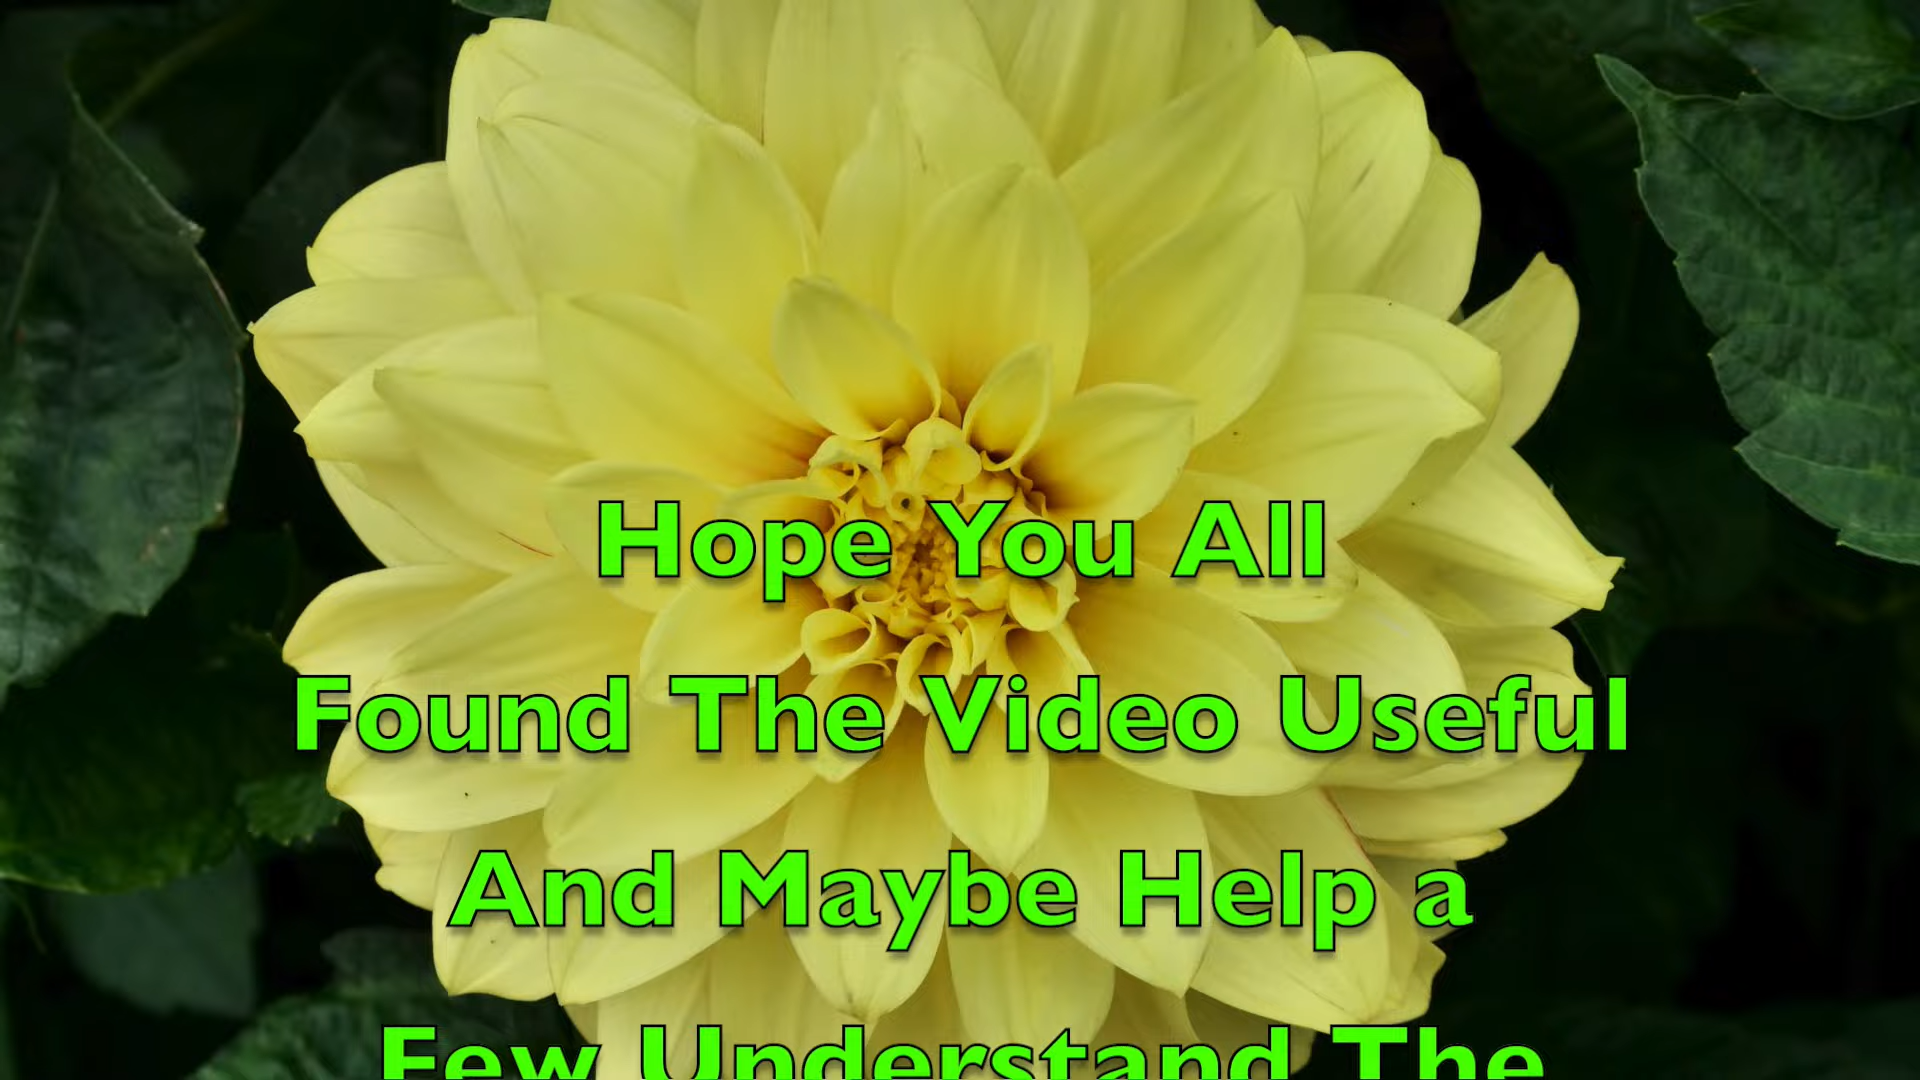 Hope You All
Found The Video Useful
And Maybe Help a
Few Understand The